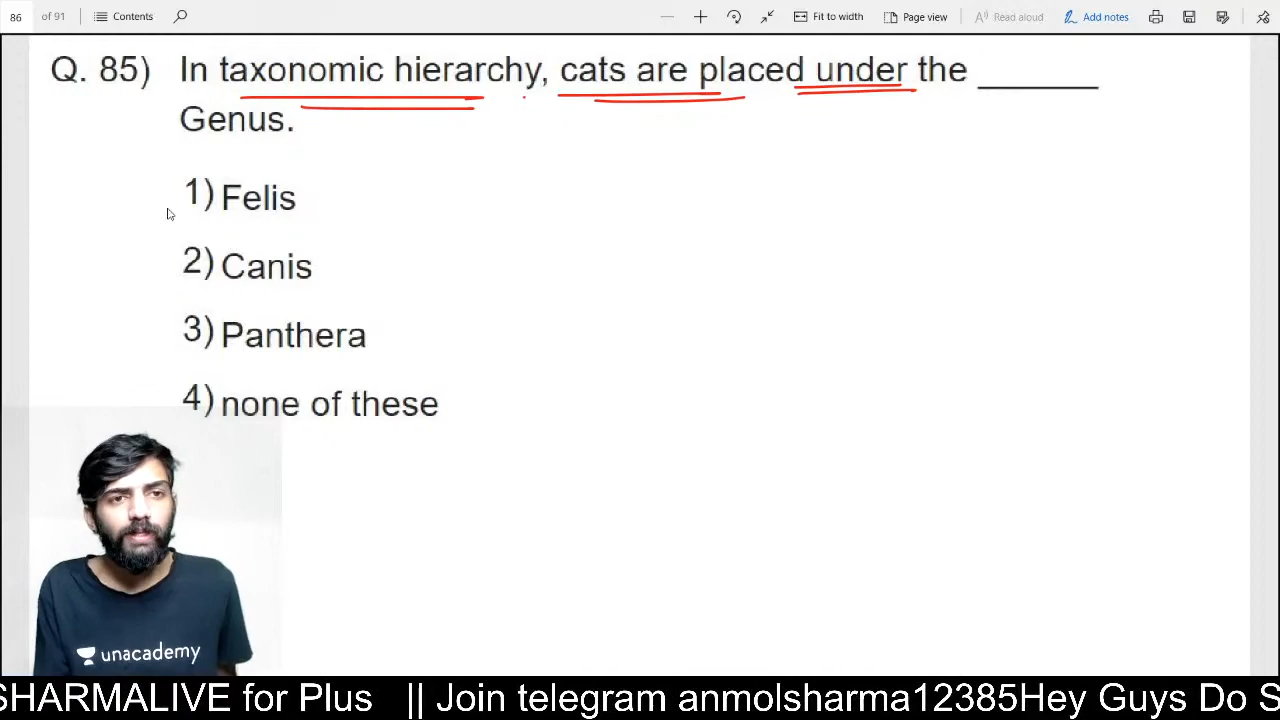 86 of 91 Contents Fit to width Page view Read aloud Add notes
Q. 85) In taxonomic hierarchy, cats are placed under the ______
Genus.
1) Felis
2) Canis
3) Panthera
4) none of these
unacademy
SHARMALIVE for Plus || Join telegram anmolsharma12385Hey Guys Do S